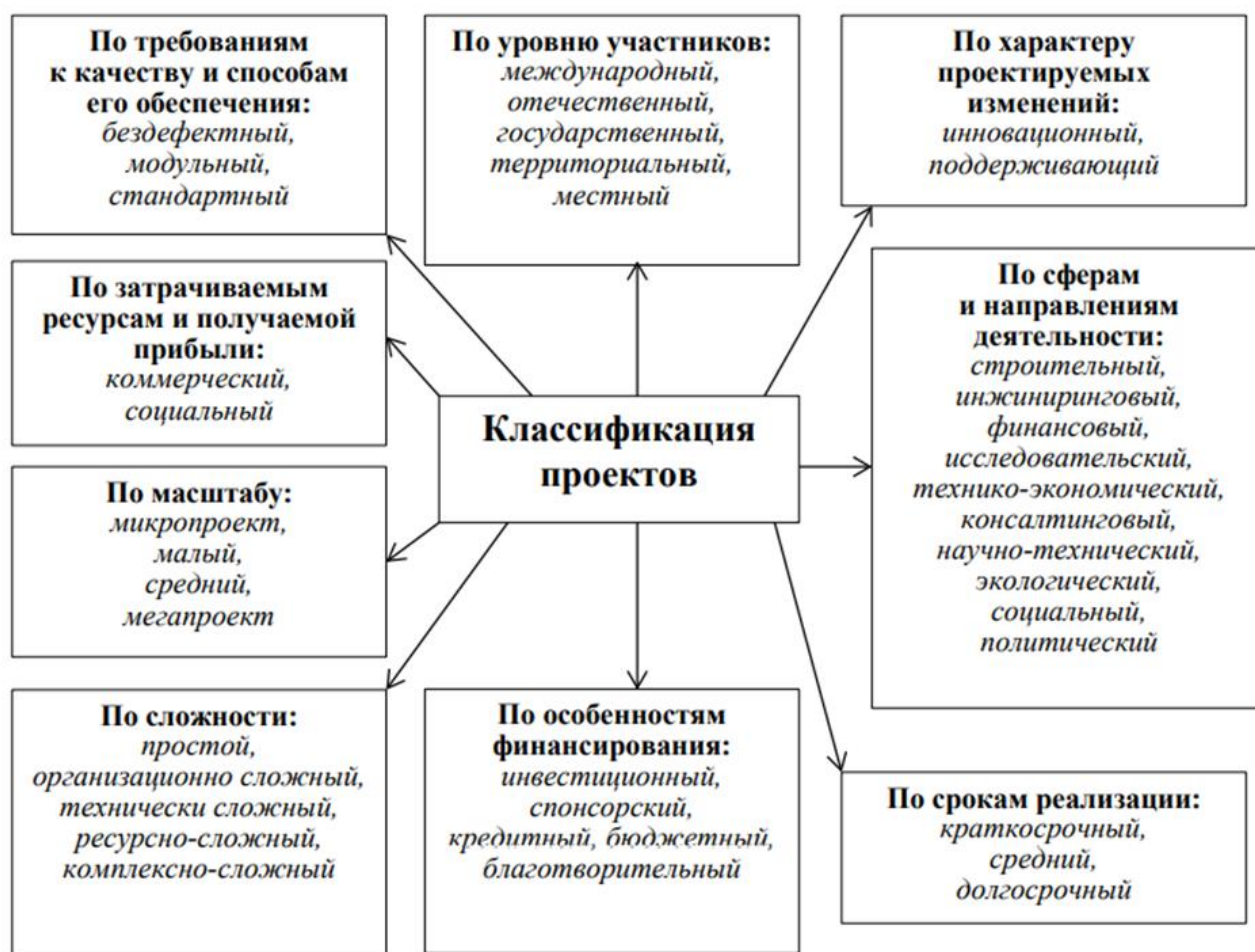 По требованиям
к качеству и способам
его обеспечения:
бездефектный,
модульный,
стандартный
По уровню участников:
международный,
отечественный,
государственный,
территориальный,
местный
По характеру
проектируемых
изменений:
инновационный,
поддерживающий
По затрачиваемым
ресурсам и получаемой
прибыли:
коммерческий,
социальный
Классификация
проектов
По сферам
и направлениям
деятельности:
строительный,
инжиниринговый,
финансовый,
исследовательский,
технико-экономический,
консалтинговый,
научно-технический,
экологический,
социальный,
политический
По масштабу:
микропроект,
малый,
средний,
мегапроект
По сложности:
простой,
организационно сложный,
технически сложный,
ресурсно-сложный,
комплексно-сложный
По особенностям
финансирования:
инвестиционный,
спонсорский,
кредитный, бюджетный,
благотворительный
По срокам реализации:
краткосрочный,
средний,
долгосрочный